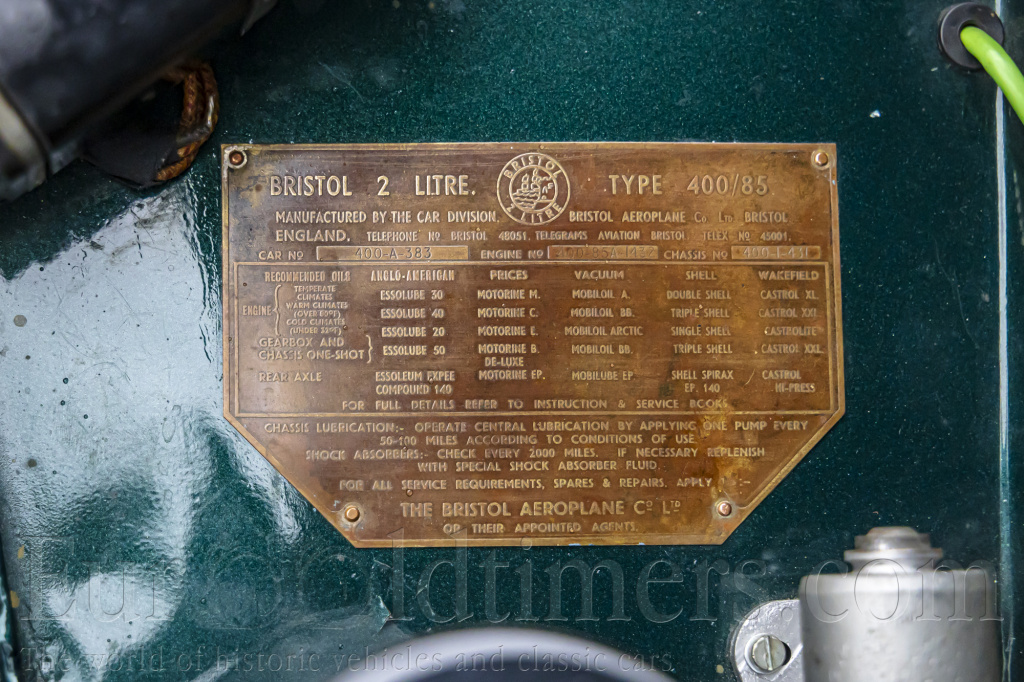 BRISTOL 2 LITRE. BRISTOL 2 LITRE TYPE 400/85
MANUFACTURED BY THE CAR DIVISION, BRISTOL AEROPLANE Co LTD BRISTOL
ENGLAND. TELEPHONE No BRISTOL 48051. TELEGRAMS AVIATION BRISTOL. TELEX. No 45001.
CAR No 400-A-383 ENGINE No CHASSIS No
RECOMMENDED OILS ANGLO-AMERICAN PRICES VACUUM SHELL WAKEFIELD
ENGINE TEMPERATE CLIMATES ESSOLUBE 30 MOTORINE M. MOBILOIL A. DOUBLE SHELL CASTROL XL
WARM CLIMATES (OVER 80°F) ESSOLUBE 40 MOTORINE C. MOBILOIL BB. TRIPLE SHELL CASTROL XXL
COLD CLIMATES (UNDER 32°F) ESSOLUBE 20 MOTORINE E. MOBILOIL ARCTIC SINGLE SHELL CASTROLITE
GEARBOX AND CHASSIS ONE-SHOT ESSOLUBE 50 MOTORINE B. DE-LUXE MOBILOIL BB. TRIPLE SHELL CASTROL XXL
REAR AXLE ESSOLEUM EXPEE COMPOUND 140 MOTORINE EP. MOBILUBE EP SHELL SPIRAX EP. 140 CASTROL HI-PRESS
FOR FULL DETAILS REFER TO INSTRUCTION & SERVICE BOOKS
CHASSIS LUBRICATION:- OPERATE CENTRAL LUBRICATION BY APPLYING ONE PUMP EVERY
50-100 MILES ACCORDING TO CONDITIONS OF USE
SHOCK ABSORBERS:- CHECK EVERY 2000 MILES. IF NECESSARY REPLENISH
WITH SPECIAL SHOCK ABSORBER FLUID.
FOR ALL SERVICE REQUIREMENTS, SPARES & REPAIRS. APPLY :-
THE BRISTOL AEROPLANE Co LTD
OR THEIR APPOINTED AGENTS.
Europe oldtimers.com
The world of historic vehicles and classic cars